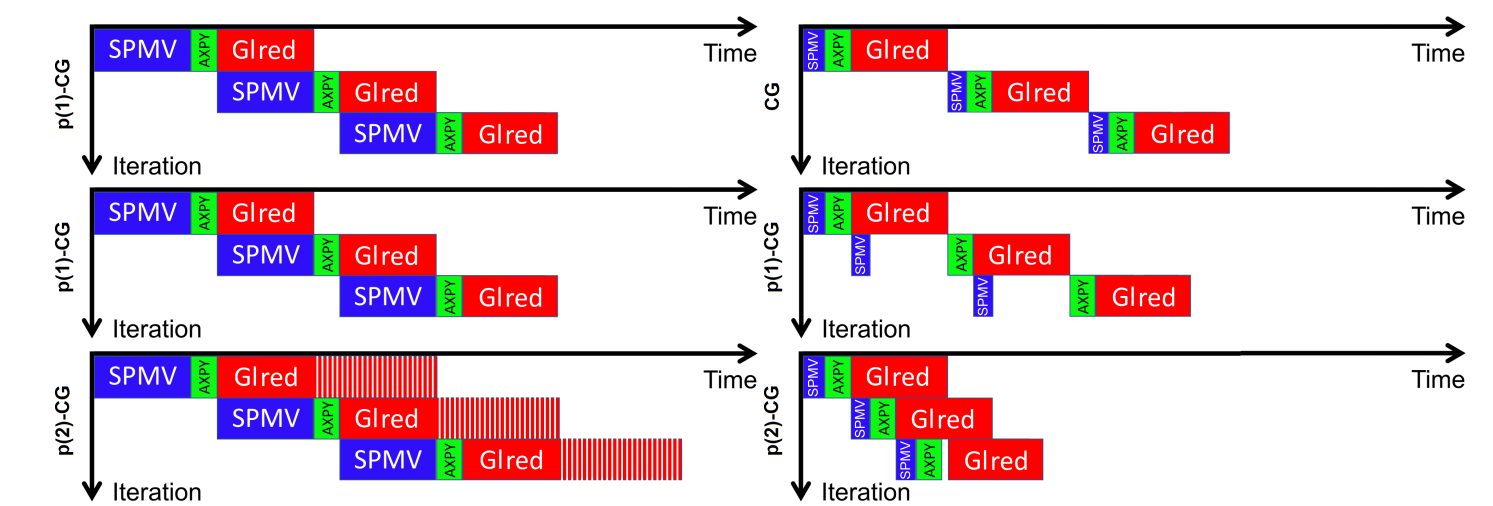 p(1)-CG
SPMV AXPY Glred
SPMV AXPY Glred
SPMV AXPY Glred
Time
Iteration
CG
SPMV AXPY Glred
SPMV AXPY Glred
SPMV AXPY Glred
Time
Iteration
p(1)-CG
SPMV AXPY Glred
SPMV AXPY Glred
SPMV AXPY Glred
Time
Iteration
p(1)-CG
SPMV AXPY Glred
SPMV AXPY Glred
SPMV AXPY Glred
Time
Iteration
p(2)-CG
SPMV AXPY Glred
SPMV AXPY Glred
SPMV AXPY Glred
Time
Iteration
p(2)-CG
SPMV AXPY Glred
SPMV AXPY Glred
SPMV AXPY Glred
Time
Iteration